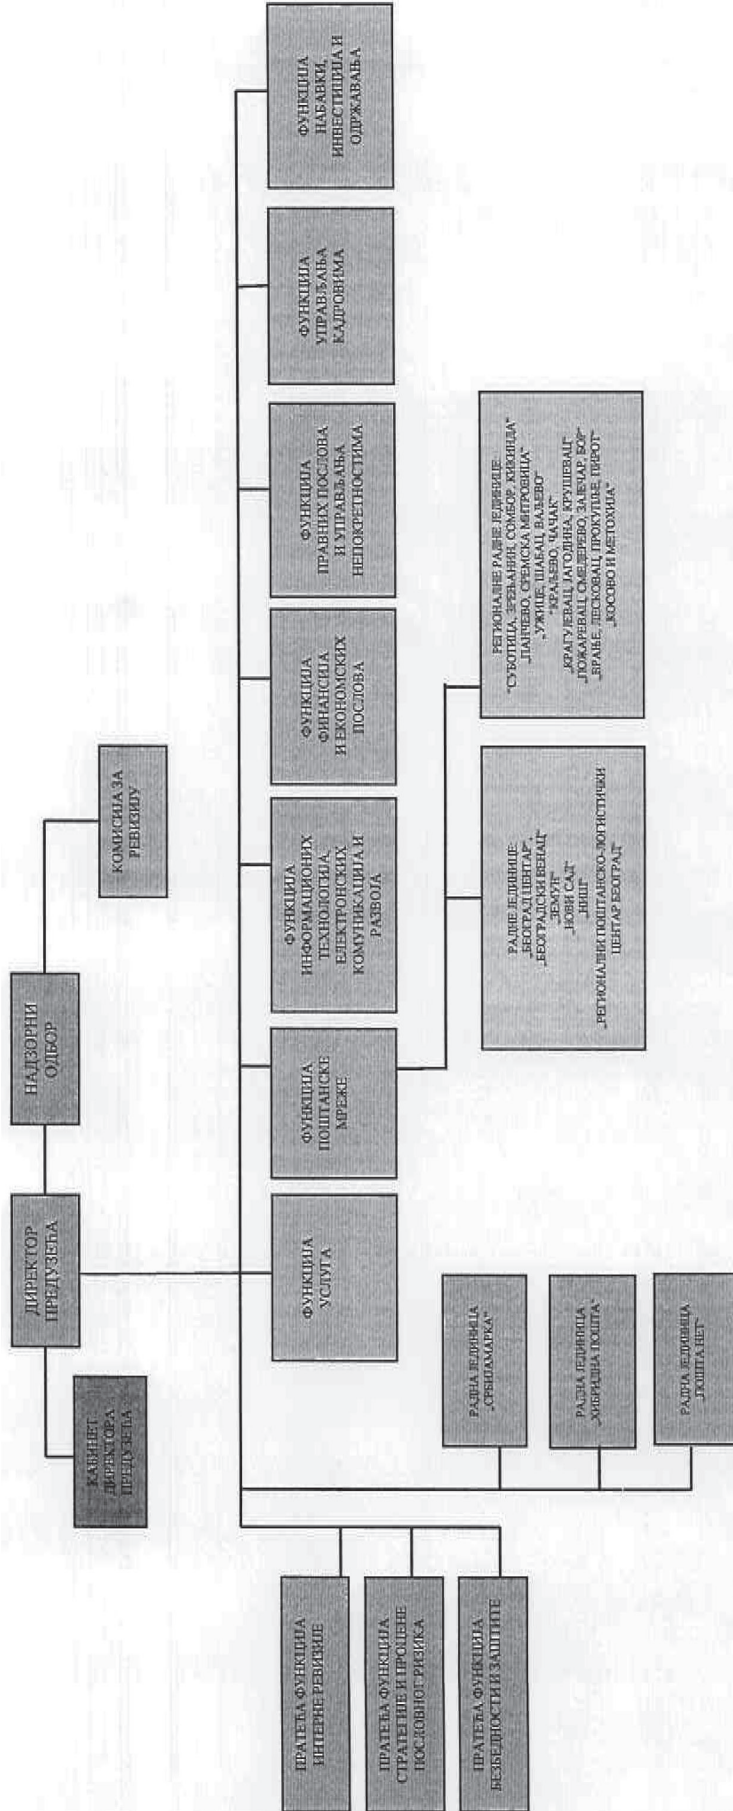 КАБИНЕТ
ДИРЕКТОРА
ПРЕДУЗЕЋА
ДИРЕКТОР
ПРЕДУЗЕЋА
НАДЗОРНИ
ОДБОР
КОМИСИЈА ЗА
РЕВИЗИЈУ
ПРАТЕЋА ФУНКЦИЈА
ИНТЕРНЕ РЕВИЗИЈЕ
ПРАТЕЋА ФУНКЦИЈА
СТРАТЕГИЈЕ И ПРОЦЕНЕ
ПОСЛОВНОГ РИЗИКА
ПРАТЕЋА ФУНКЦИЈА
БЕЗБЕДНОСТИ И ЗАШТИТЕ
ФУНКЦИЈА
УСЛУГА
ФУНКЦИЈА
ПОШТАНСКЕ
МРЕЖЕ
ФУНКЦИЈА
ИНФОРМАЦИОНИХ
ТЕХНОЛОГИЈА,
ЕЛЕКТРОНСКИХ
КОМУНИКАЦИЈА И
РАЗВОЈА
ФУНКЦИЈА
ФИНАНСИЈА
И ЕКОНОМСКИХ
ПОСЛОВА
ФУНКЦИЈА
ПРАВНИХ ПОСЛОВА
И УПРАВЉАЊА
НЕПОКРЕТНОСТИМА
ФУНКЦИЈА
УПРАВЉАЊА
КАДРОВИМА
ФУНКЦИЈА
НАБАВКИ,
ИНВЕСТИЦИЈА И
ОДРЖАВАЊА
РАДНА ЈЕДИНИЦА
„СРБИЈАМАРКА“
РАДНА ЈЕДИНИЦА
„ХИБРИДНА ПОШТА“
РАДНА ЈЕДИНИЦА
„ПОШТА НЕТ“
РАДНЕ ЈЕДИНИЦЕ:
„БЕОГРАД ЦЕНТАР“,
„БЕОГРАДСКИ ВЕНАЦ“
„ЗЕМУН“
„НОВИ САД“
„НИШ“
„РЕГИОНАЛНИ ПОШТАНСКО-ЛОГИСТИЧКИ
ЦЕНТАР БЕОГРАД“
РЕГИОНАЛНЕ РАДНЕ ЈЕДИНИЦЕ:
“СУБОТИЦА, ЗРЕЊАНИН, СОМБОР, КИКИНДА“
„ПАНЧЕВО, СРЕМСКА МИТРОВИЦА“
„УЖИЦЕ, ШАБАЦ, ВАЉЕВО“
“КРАЉЕВО, ЧАЧАК“
„КРАГУЈЕВАЦ, ЈАГОДИНА, КРУШЕВАЦ“
„ПОЖАРЕВАЦ, СМЕДЕРЕВО, ЗАЈЕЧАР, БОР“
„ВРАЊЕ, ЛЕСКОВАЦ, ПРОКУПЉЕ, ПИРОТ“
„КОСОВО И МЕТОХИЈА“